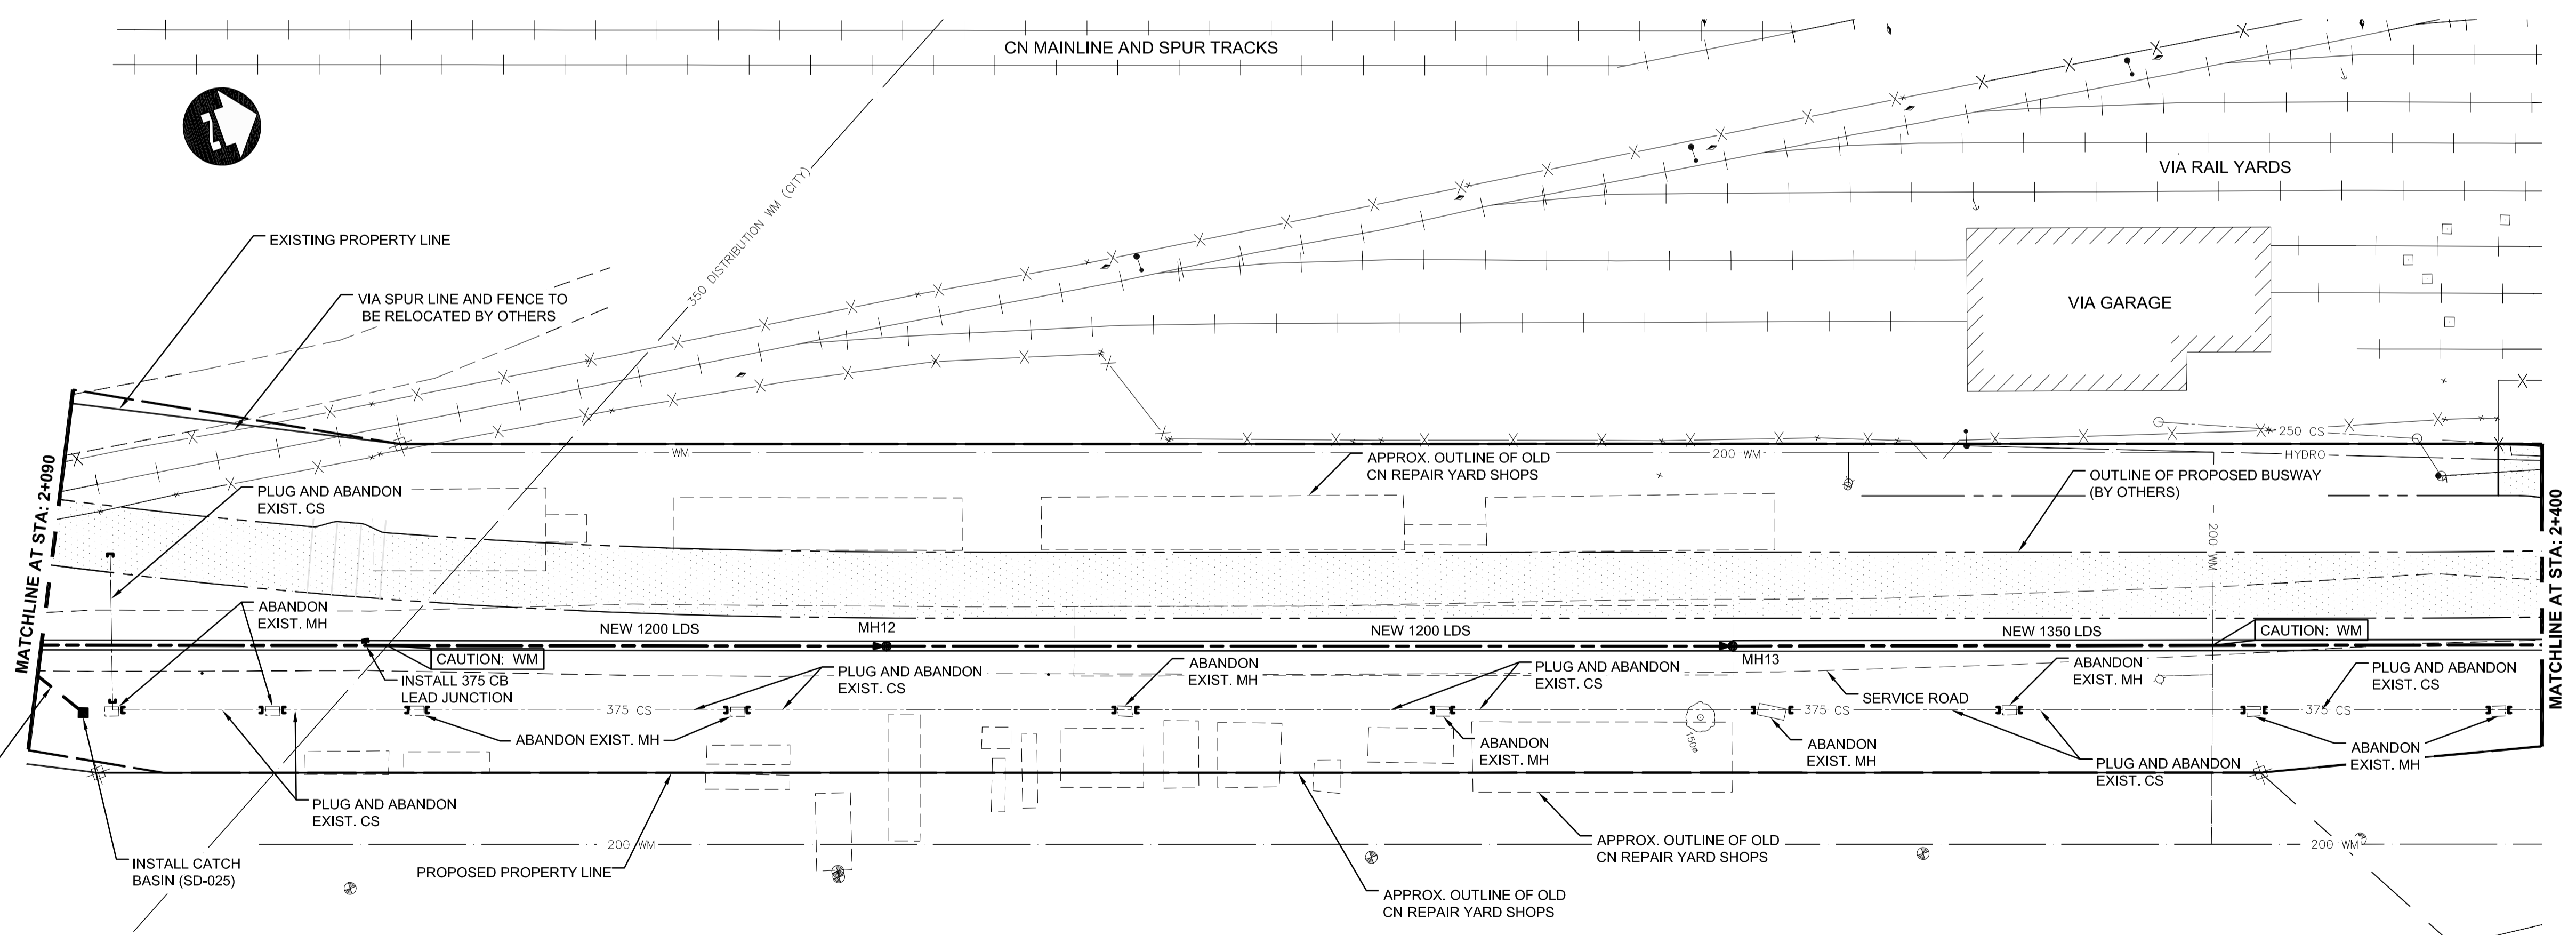 CN MAINLINE AND SPUR TRACKS
VIA RAIL YARDS
350 DISTRIBUTION WM (CITY)
EXISTING PROPERTY LINE
VIA SPUR LINE AND FENCE TO
BE RELOCATED BY OTHERS
VIA GARAGE
250 CS
HYDRO
WM
200 WM
APPROX. OUTLINE OF OLD
CN REPAIR YARD SHOPS
OUTLINE OF PROPOSED BUSWAY
(BY OTHERS)
MATCHLINE AT STA: 2+090
PLUG AND ABANDON
EXIST. CS
200 WM
MATCHLINE AT STA: 2+400
ABANDON
EXIST. MH
NEW 1200 LDS
MH12
NEW 1200 LDS
NEW 1350 LDS
CAUTION: WM
CAUTION: WM
MH13
INSTALL 375 CB
LEAD JUNCTION
PLUG AND ABANDON
EXIST. CS
ABANDON
EXIST. MH
PLUG AND ABANDON
EXIST. CS
SERVICE ROAD
ABANDON
EXIST. MH
PLUG AND ABANDON
EXIST. CS
375 CS
375 CS
375 CS
ABANDON EXIST. MH
150ø
ABANDON
EXIST. MH
ABANDON
EXIST. MH
PLUG AND ABANDON
EXIST. CS
ABANDON
EXIST. MH
PLUG AND ABANDON
EXIST. CS
200 WM
200 WM
APPROX. OUTLINE OF OLD
CN REPAIR YARD SHOPS
INSTALL CATCH
BASIN (SD-025)
PROPOSED PROPERTY LINE
APPROX. OUTLINE OF OLD
CN REPAIR YARD SHOPS